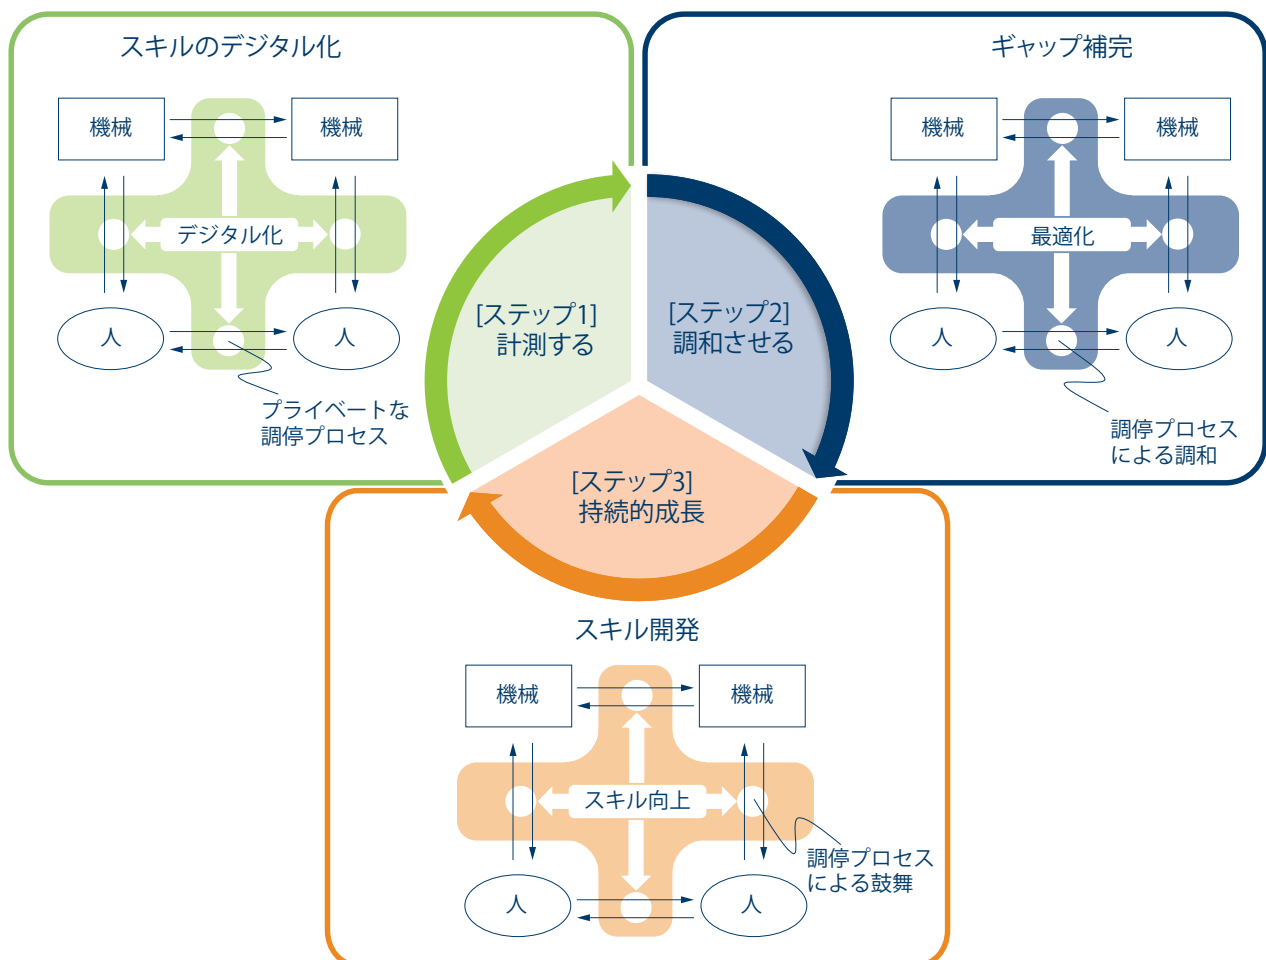 スキルのデジタル化
機械
機械
デジタル化
人
人
プライベートな
調停プロセス
ギャップ補完
機械
機械
最適化
人
人
調停プロセス
による調和
[ステップ1]
計測する
[ステップ2]
調和させる
[ステップ3]
持続的成長
スキル開発
機械
機械
スキル向上
人
人
調停プロセス
による鼓舞